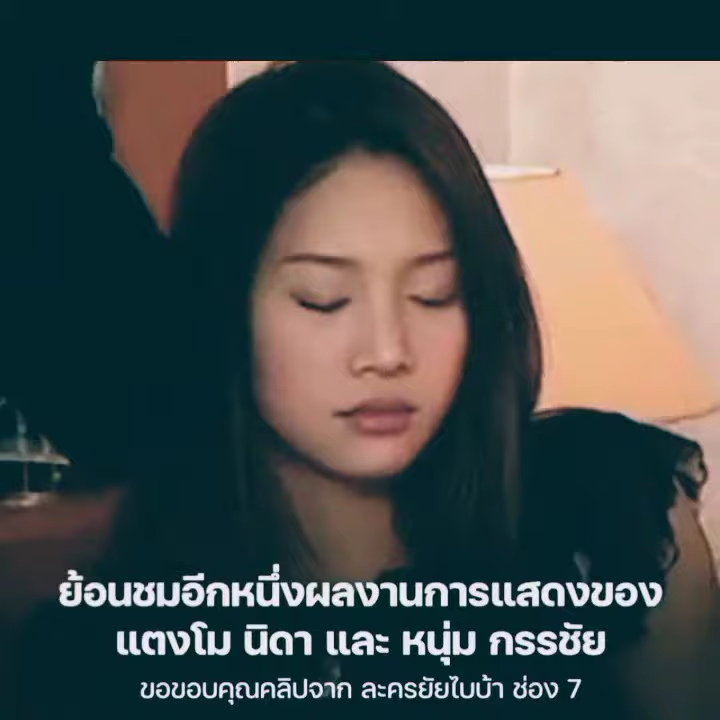 ย้อนชมอีกหนึ่งผลงานการแสดงของ
แตงโม นิดา และ หนุ่ม กรรชัย
ขอขอบคุณคลิปจาก ละครยัยไบบ้า ช่อง 7